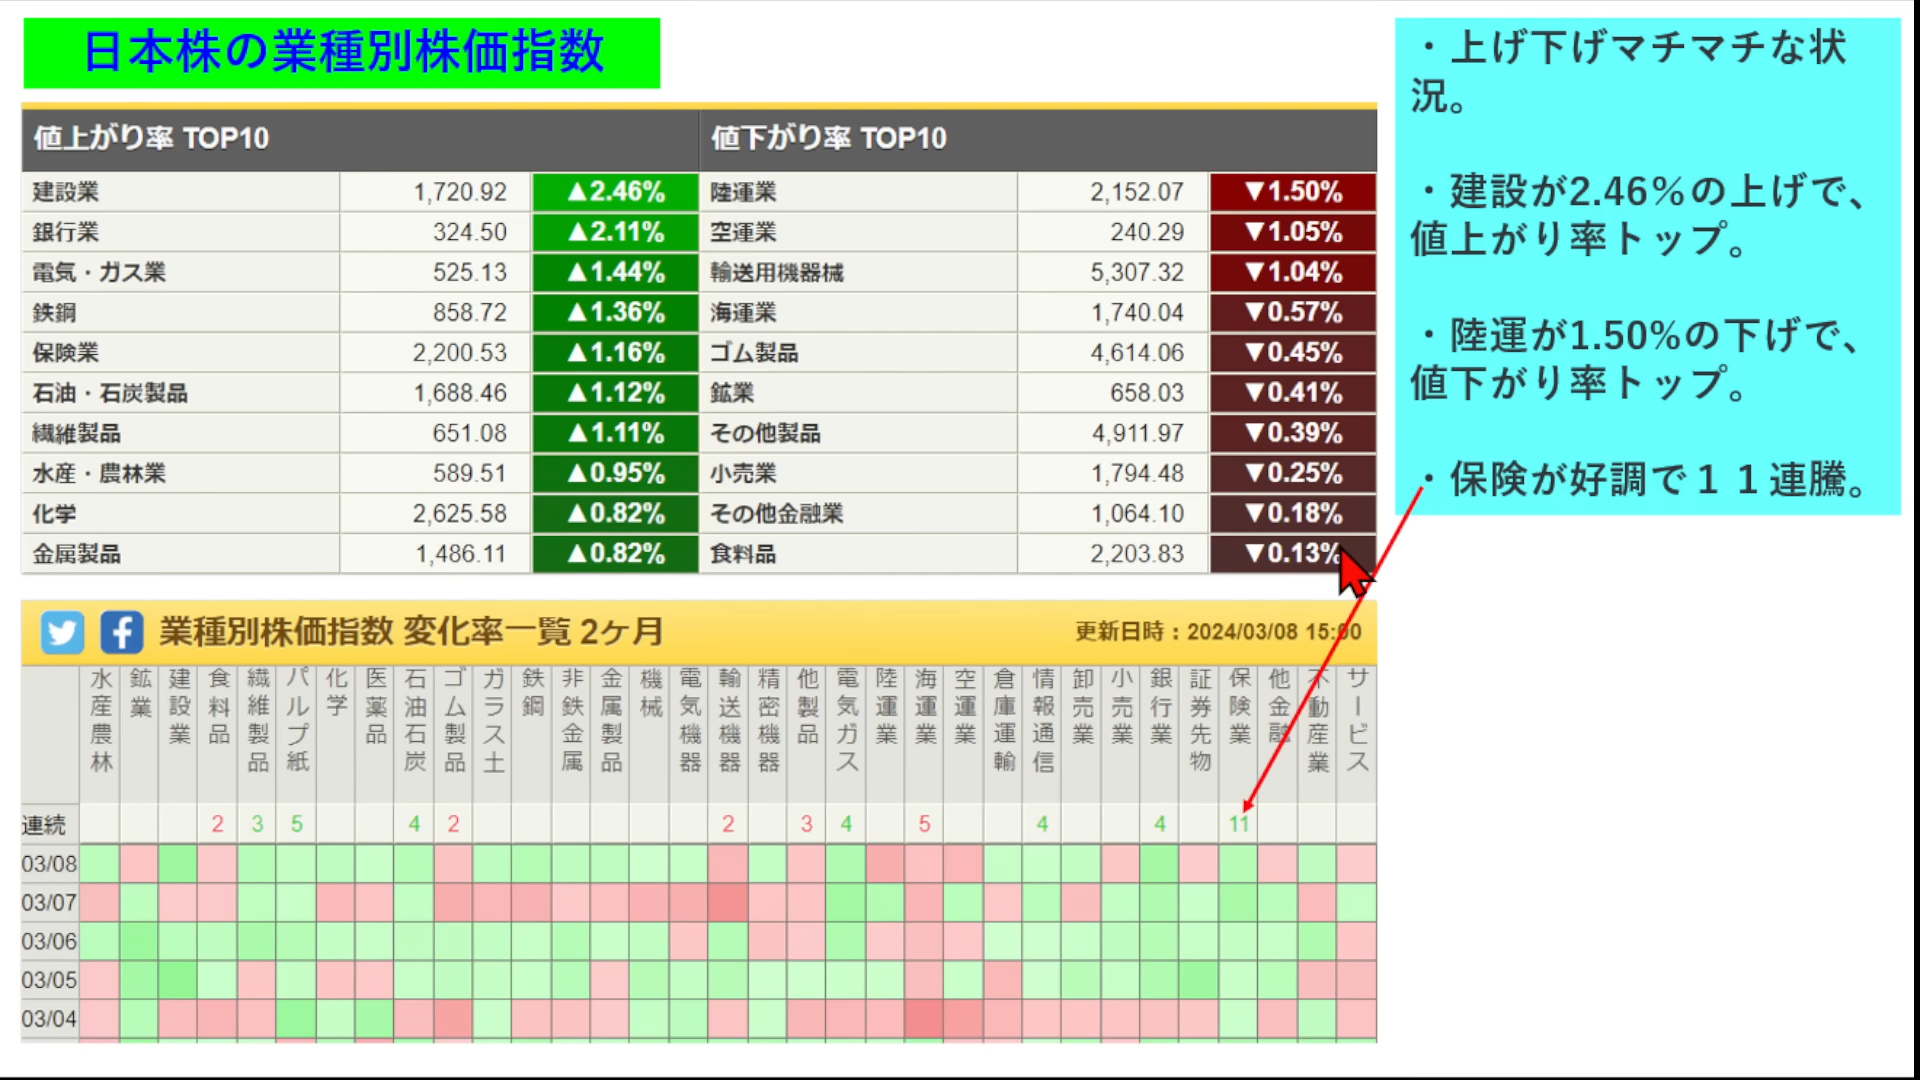 日本株の業種別株価指数
値上がり率 TOP10 値下がり率 TOP10
建設業 1,720.92 ▲2.46% 陸運業 2,152.07 ▼1.50%
銀行業 324.50 ▲2.11% 空運業 240.29 ▼1.05%
電気・ガス業 525.13 ▲1.44% 輸送用機器械 5,307.32 ▼1.04%
鉄鋼 858.72 ▲1.36% 海運業 1,740.04 ▼0.57%
保険業 2,200.53 ▲1.16% ゴム製品 4,614.06 ▼0.45%
石油・石炭製品 1,688.46 ▲1.12% 鉱業 658.03 ▼0.41%
繊維製品 651.08 ▲1.11% その他製品 4,911.97 ▼0.39%
水産・農林業 589.51 ▲0.95% 小売業 1,794.48 ▼0.25%
化学 2,625.58 ▲0.82% その他金融業 1,064.10 ▼0.18%
金属製品 1,486.11 ▲0.82% 食料品 2,203.83 ▼0.13%
・上げ下げマチマチな状
況。
・建設が2.46%の上げで、
値上がり率トップ。
・陸運が1.50%の下げで、
値下がり率トップ。
・保険が好調で１１連騰。
業種別株価指数 変化率一覧 2ヶ月 更新日時：2024/03/08 15:00
水産農林 鉱業 建設業 食料品 繊維製品 パルプ紙 化学 医薬品 石油石炭 ゴム製品 ガラス土 鉄鋼 非鉄金属 金属製品 機械 電気機器 輸送機器 精密機器 他製品 電気ガス 陸運業 海運業 空運業 倉庫運輸 情報通信 卸売業 小売業 銀行業 証券先物 保険業 他金融 不動産業 サービス
連続 2 3 5 4 2 2 3 4 5 4 4 11
03/08
03/07
03/06
03/05
03/04